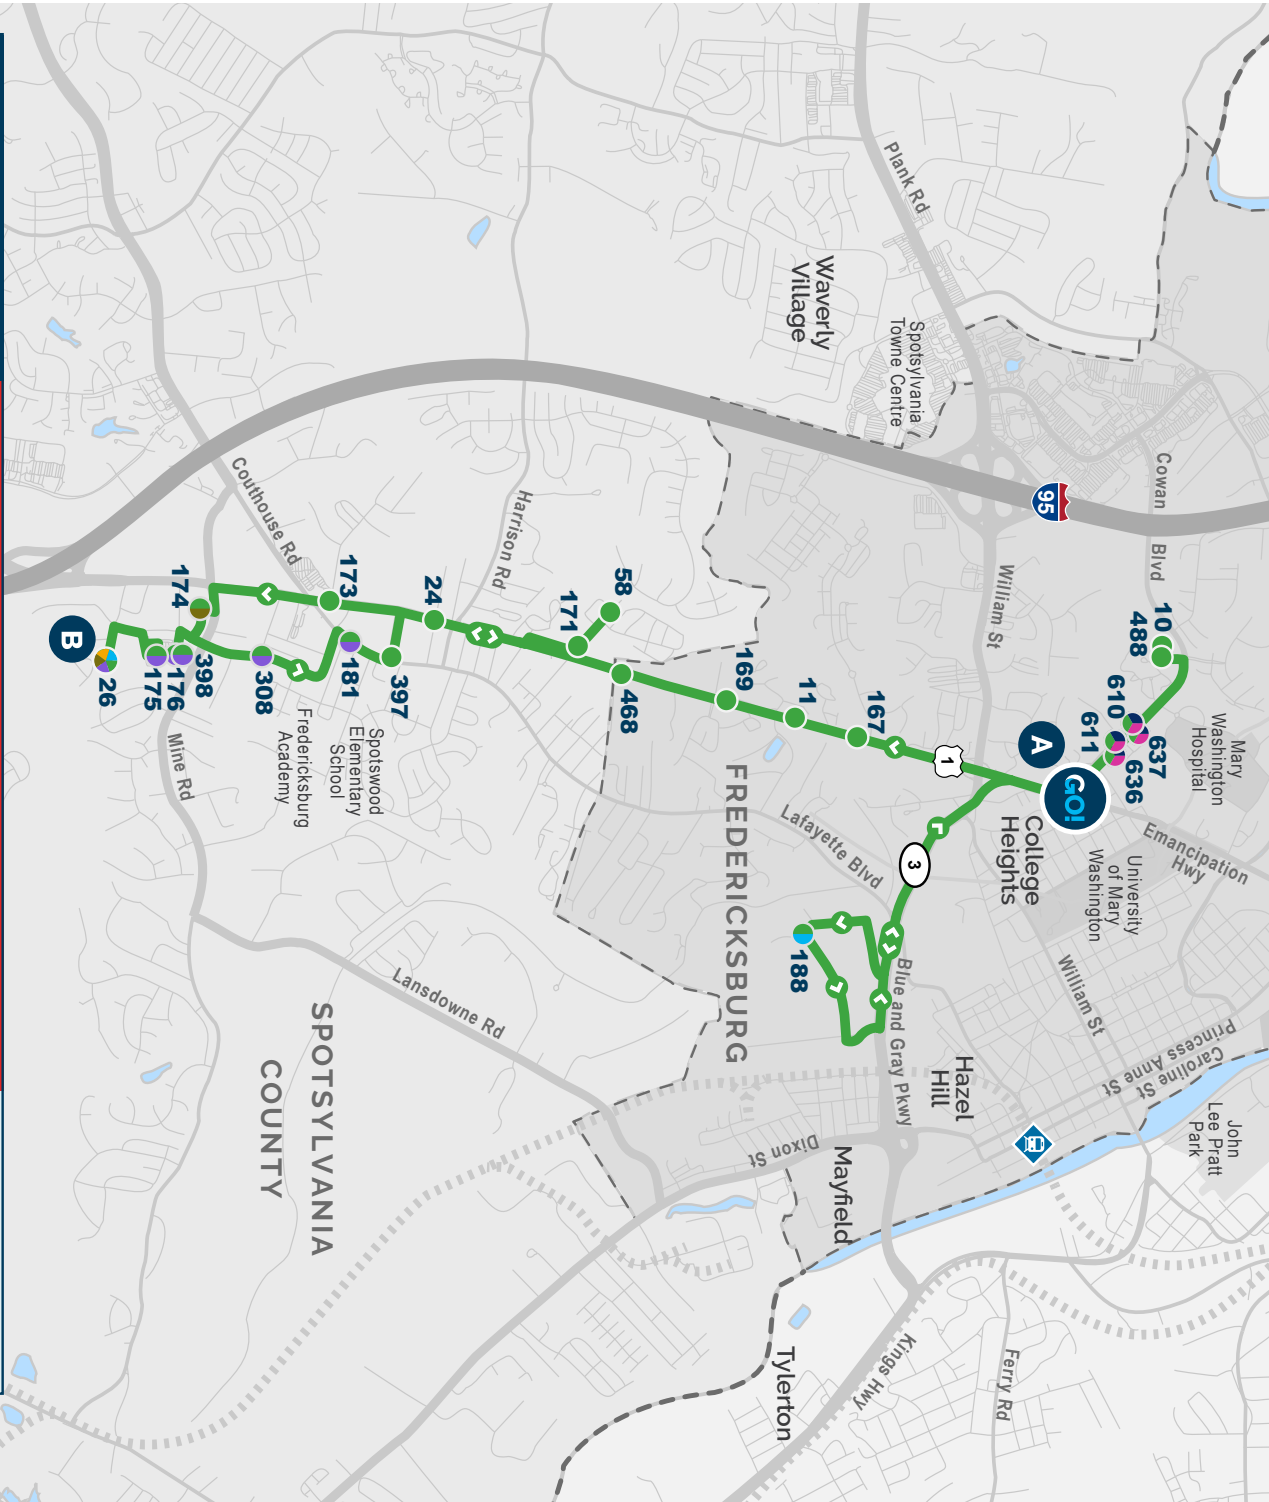 Plank Rd
Waverly
Village
Spotsylvania
Towne Centre
Cowan
Blvd
95
William St
Couthouse Rd
Harrison Rd
10
488
610
611
637
636
Mary
Washington
Hospital
A
GO!
1
Emancipation
Hwy
College
Heights
University
of Mary
Washington
58
171
24
173
174
B
26
175
176
398
308
181
397
468
169
11
167
Spotswood
Elementary
School
Fredericksburg
Academy
Mine Rd
FREDERICKSBURG
Lafayette Blvd
3
188
Blue and Gray Pkwy
William St
Princess Anne St
Caroline St
Hazel
Hill
John
Lee Pratt
Park
Lansdowne Rd
SPOTSYLVANIA
COUNTY
Dixon St
Mayfield
Tylerton
Kings Hwy
Ferry Rd